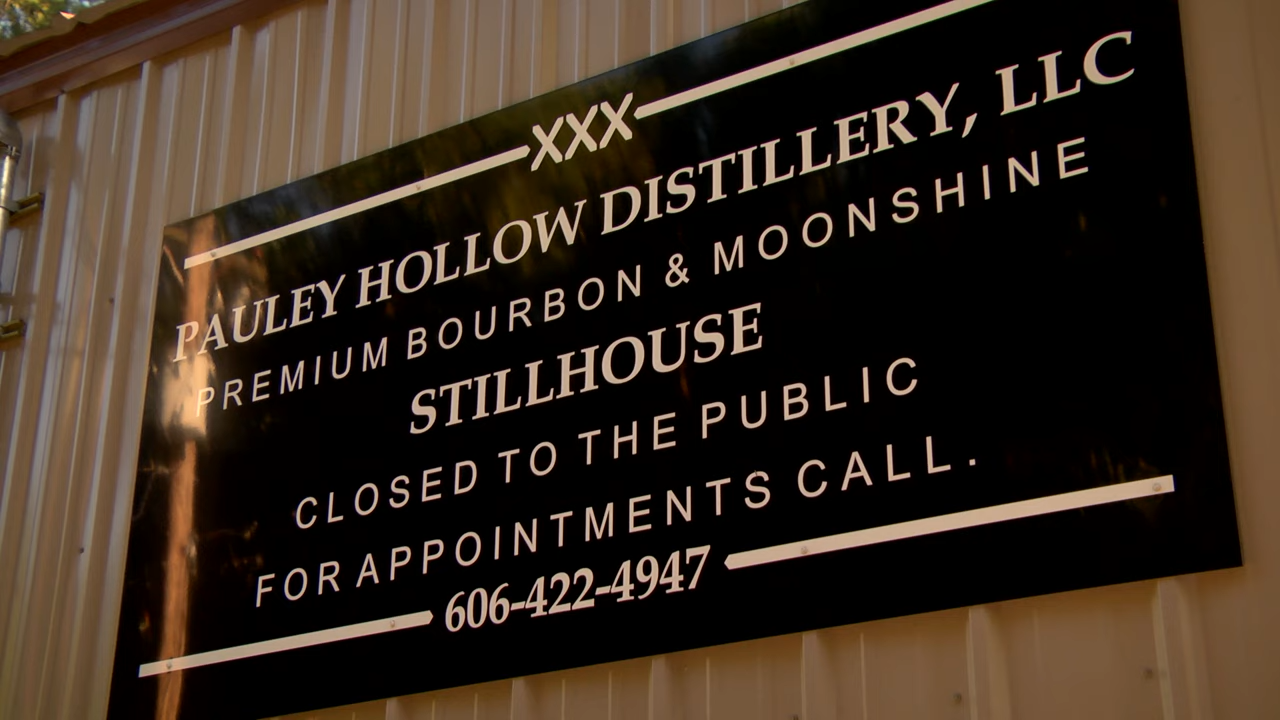 XXX
PAULEY HOLLOW DISTILLERY, LLC
PREMIUM BOURBON & MOONSHINE
STILLHOUSE
CLOSED TO THE PUBLIC
FOR APPOINTMENTS CALL.
606-422-4947